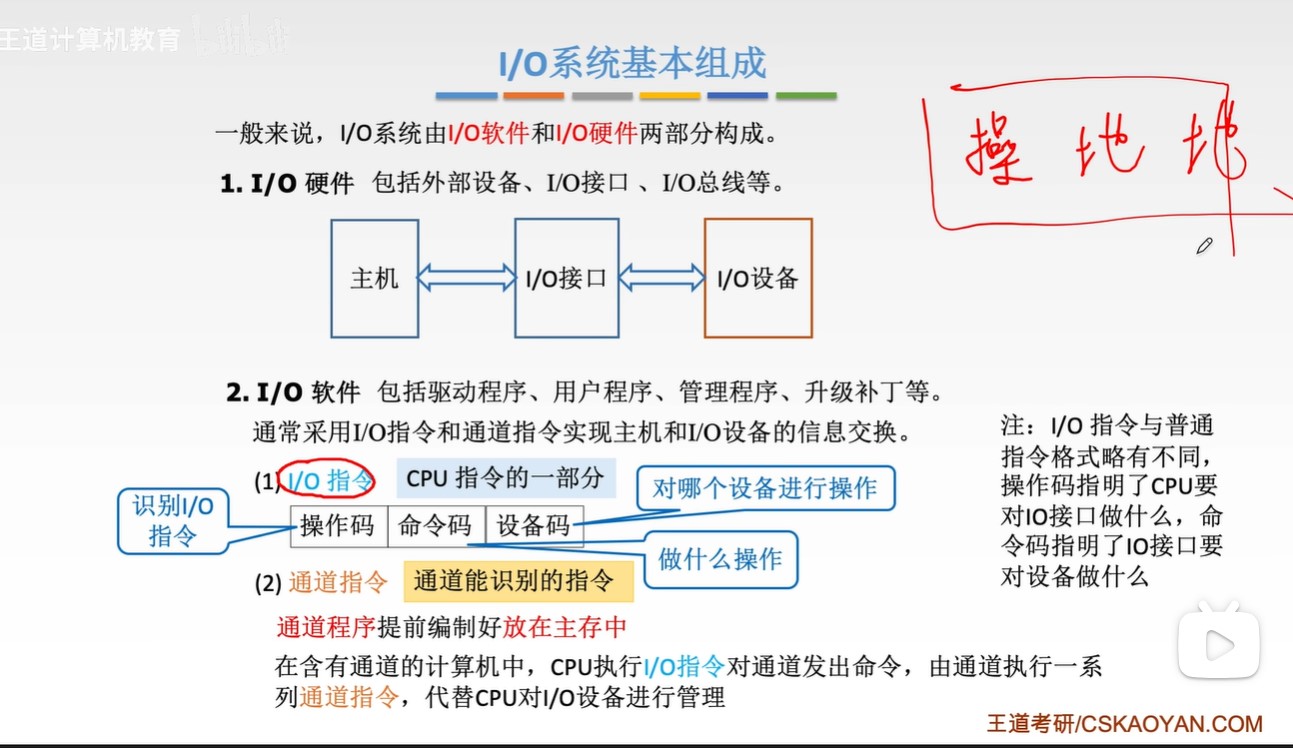 王道计算机教育
I/O系统基本组成
一般来说，I/O系统由I/O软件和I/O硬件两部分构成。
操 地 地
1. I/O 硬件 包括外部设备、I/O接口 、I/O总线等。
主机 I/O接口 I/O设备
2. I/O 软件 包括驱动程序、用户程序、管理程序、升级补丁等。
通常采用I/O指令和通道指令实现主机和I/O设备的信息交换。
(1) I/O 指令 CPU 指令的一部分
对哪个设备进行操作
识别I/O
指令
操作码 命令码 设备码
做什么操作
(2) 通道指令 通道能识别的指令
通道程序提前编制好放在主存中
在含有通道的计算机中，CPU执行I/O指令对通道发出命令，由通道执行一系
列通道指令，代替CPU对I/O设备进行管理
注：I/O 指令与普通
指令格式略有不同，
操作码指明了CPU要
对IO接口做什么，命
令码指明了IO接口要
对设备做什么
王道考研/CSKAOYAN.COM